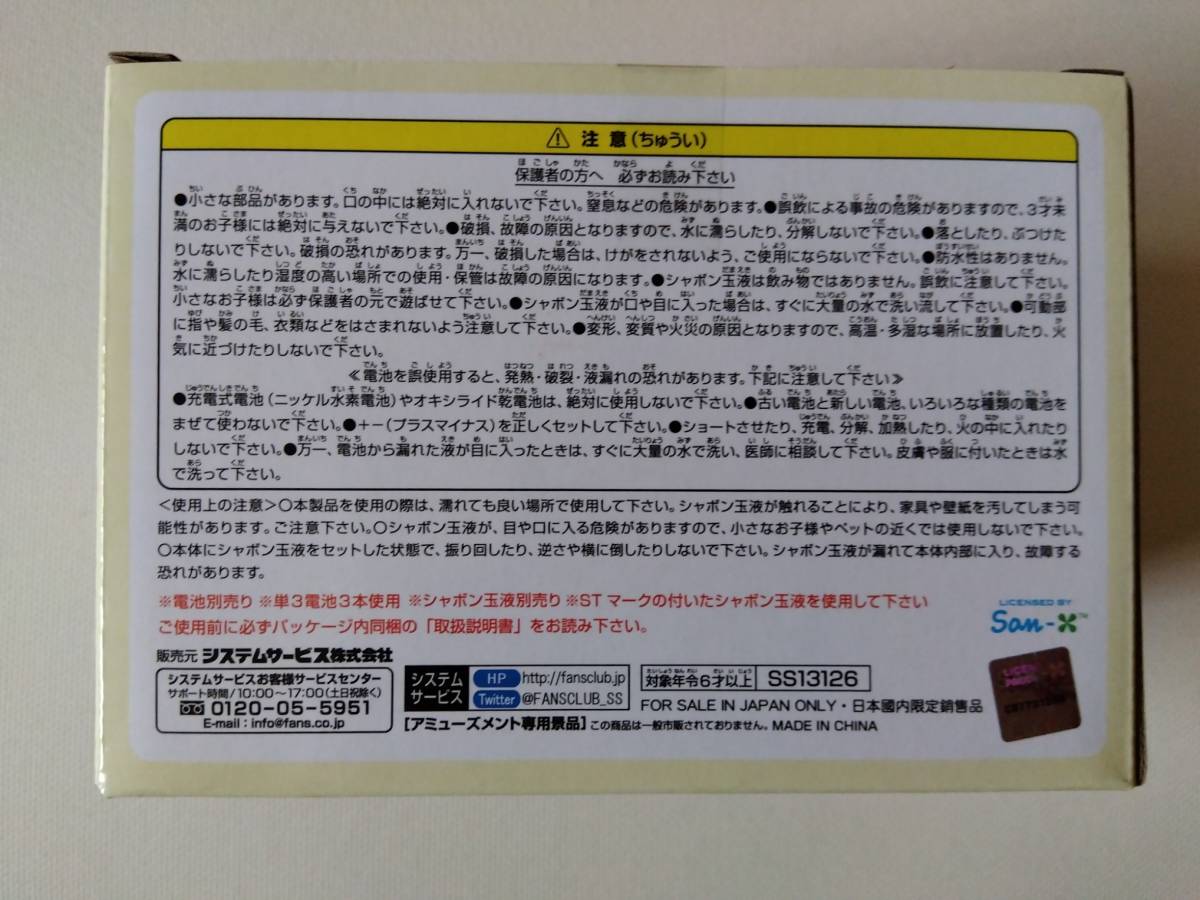 ⚠ 注意(ちゅうい)
保護者の方へ 必ずお読み下さい
●小さな部品があります。口の中には絶対に入れないで下さい。窒息などの危険があります。●誤飲による事故の危険がありますので、3才未
満のお子様には絶対に与えないで下さい。●破損、故障の原因となりますので、水に濡らしたり、分解しないで下さい。●落としたり、ぶつけた
りしないで下さい。破損の恐れがあります。万一、破損した場合は、けがをされないよう、ご使用にならないで下さい。●防水性はありません。
水に濡らしたり湿度の高い場所での使用・保管は故障の原因になります。●シャボン玉液は飲み物ではありません。誤飲に注意して下さい。
小さなお子様は必ず保護者の元で遊ばせて下さい。●シャボン玉液が口や目に入った場合は、すぐに大量の水で洗い流して下さい。●可動部
に指や髪の毛、衣類などをはさまれないよう注意して下さい。●変形、変質や火災の原因となりますので、高温・多湿な場所に放置したり、火
気に近づけたりしないで下さい。
≪電池を誤使用すると、発熱・破裂・液漏れの恐れがあります。下記に注意して下さい≫
●充電式電池(ニッケル水素電池)やオキシライド乾電池は、絶対に使用しないで下さい。●古い電池と新しい電池、いろいろな種類の電池を
まぜて使わないで下さい。●+−(プラスマイナス)を正しくセットして下さい。●ショートさせたり、充電、分解、加熱したり、火の中に入れたり
しないで下さい。●万一、電池から漏れた液が目に入ったときは、すぐに大量の水で洗い、医師に相談して下さい。皮膚や服に付いたときは水
で洗って下さい。
<使用上の注意>○本製品を使用の際は、濡れても良い場所で使用して下さい。シャボン玉液が触れることにより、家具や壁紙を汚してしまう可
能性があります。ご注意下さい。○シャボン玉液が、目や口に入る危険がありますので、小さなお子様やペットの近くでは使用しないで下さい。
○本体にシャボン玉液をセットした状態で、振り回したり、逆さや横に倒したりしないで下さい。シャボン玉液が漏れて本体内部に入り、故障する
恐れがあります。
※電池別売り ※単3電池3本使用 ※シャボン玉液別売り ※STマークの付いたシャボン玉液を使用して下さい
ご使用前に必ずパッケージ内同梱の「取扱説明書」をお読み下さい。
LICENSED BY
San-X™
販売元 システムサービス株式会社
システムサービスお客様サービスセンター
サポート時間/10:00〜17:00(土日祝除く)
0120-05-5951
E-mail:info@fans.co.jp
システム
サービス
HP http://fansclub.jp
Twitter @FANSCLUB_SS
【アミューズメント専用景品】この商品は一般市販されておりません。MADE IN CHINA
対象年令6才以上 SS13126
FOR SALE IN JAPAN ONLY・日本國内限定銷售品